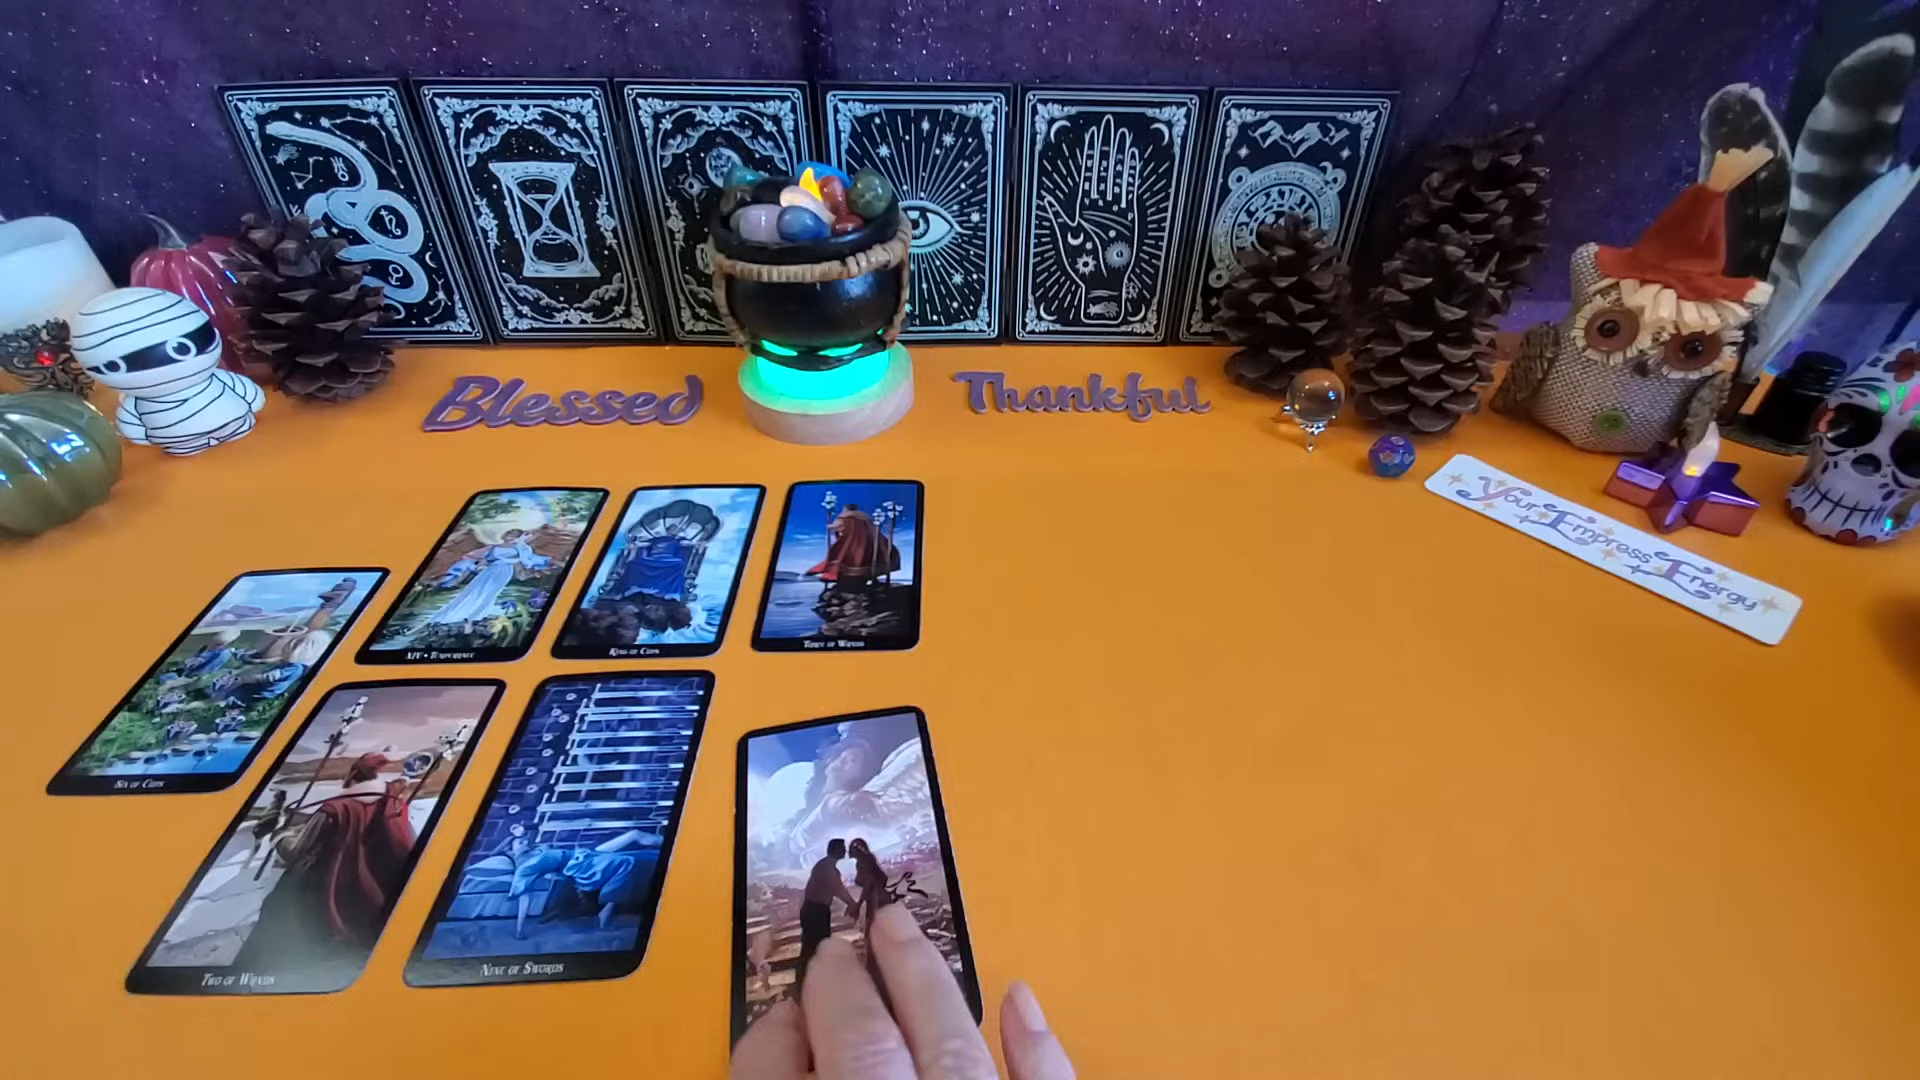 Blessed
Thankful
Your Empress Energy
XIV • Temperance
King of Cups
Three of Wands
Six of Cups
Two of Wands
Nine of Swords